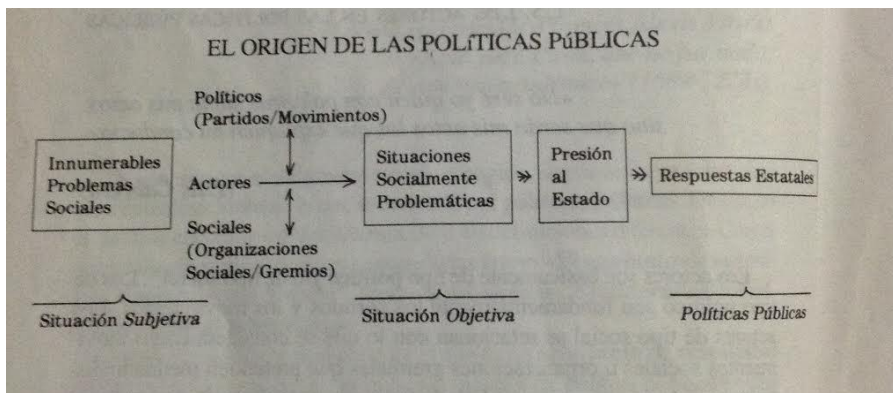 EL ORIGEN DE LAS POLíTICAS PúBLICAS
Políticos
(Partidos/Movimientos)
Innumerables
Problemas
Sociales
Actores
Sociales
(Organizaciones
Sociales/Gremios)
Situaciones
Socialmente
Problemáticas
Presión
al
Estado
Respuestas Estatales
Situación Subjetiva
Situación Objetiva
Políticas Públicas